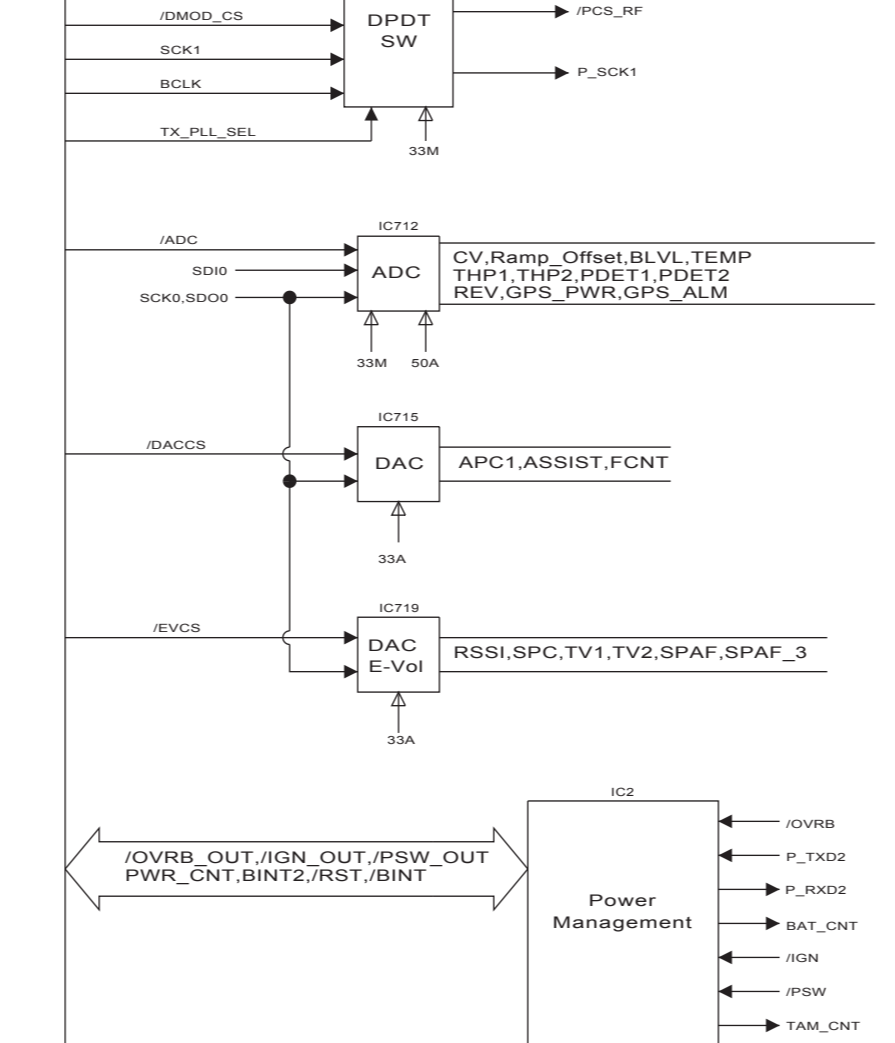 /DMOD_CS
DPDT
SW
/PCS_RF
SCK1
P_SCK1
BCLK
TX_PLL_SEL
33M
IC712
/ADC
SDI0
SCK0,SDO0
ADC
CV,Ramp_Offset,BLVL,TEMP
THP1,THP2,PDET1,PDET2
REV,GPS_PWR,GPS_ALM
33M
50A
IC715
/DACCS
DAC
APC1,ASSIST,FCNT
33A
IC719
/EVCS
DAC
E-Vol
RSSI,SPC,TV1,TV2,SPAF,SPAF_3
33A
IC2
/OVRB_OUT,/IGN_OUT,/PSW_OUT
PWR_CNT,BINT2,/RST,/BINT
Power
Management
/OVRB
P_TXD2
P_RXD2
BAT_CNT
/IGN
/PSW
TAM_CNT